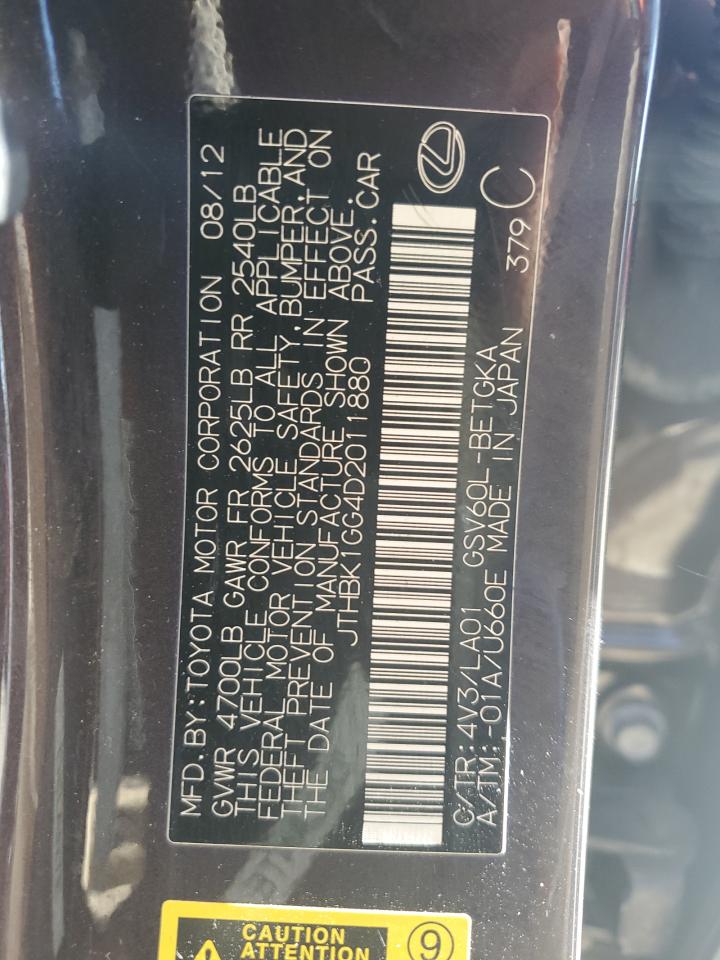 MFD.BY:TOYOTA MOTOR CORPORATION 08/12
GVWR 4700LB GAWR FR 2625LB RR 2540LB
THIS VEHICLE CONFORMS TO ALL APPLICABLE
FEDERAL MOTOR VEHICLE SAFETY,BUMPER,AND
THEFT PREVENTION STANDARDS IN EFFECT ON
THE DATE OF MANUFACTURE SHOWN ABOVE.
JTHBK1GG4D2011880 PASS.CAR
C/TR:4V3/LA01 GSV60L-BETGKA
A/TM:-01A/U660E MADE IN JAPAN 379 C
CAUTION
ATTENTION
9